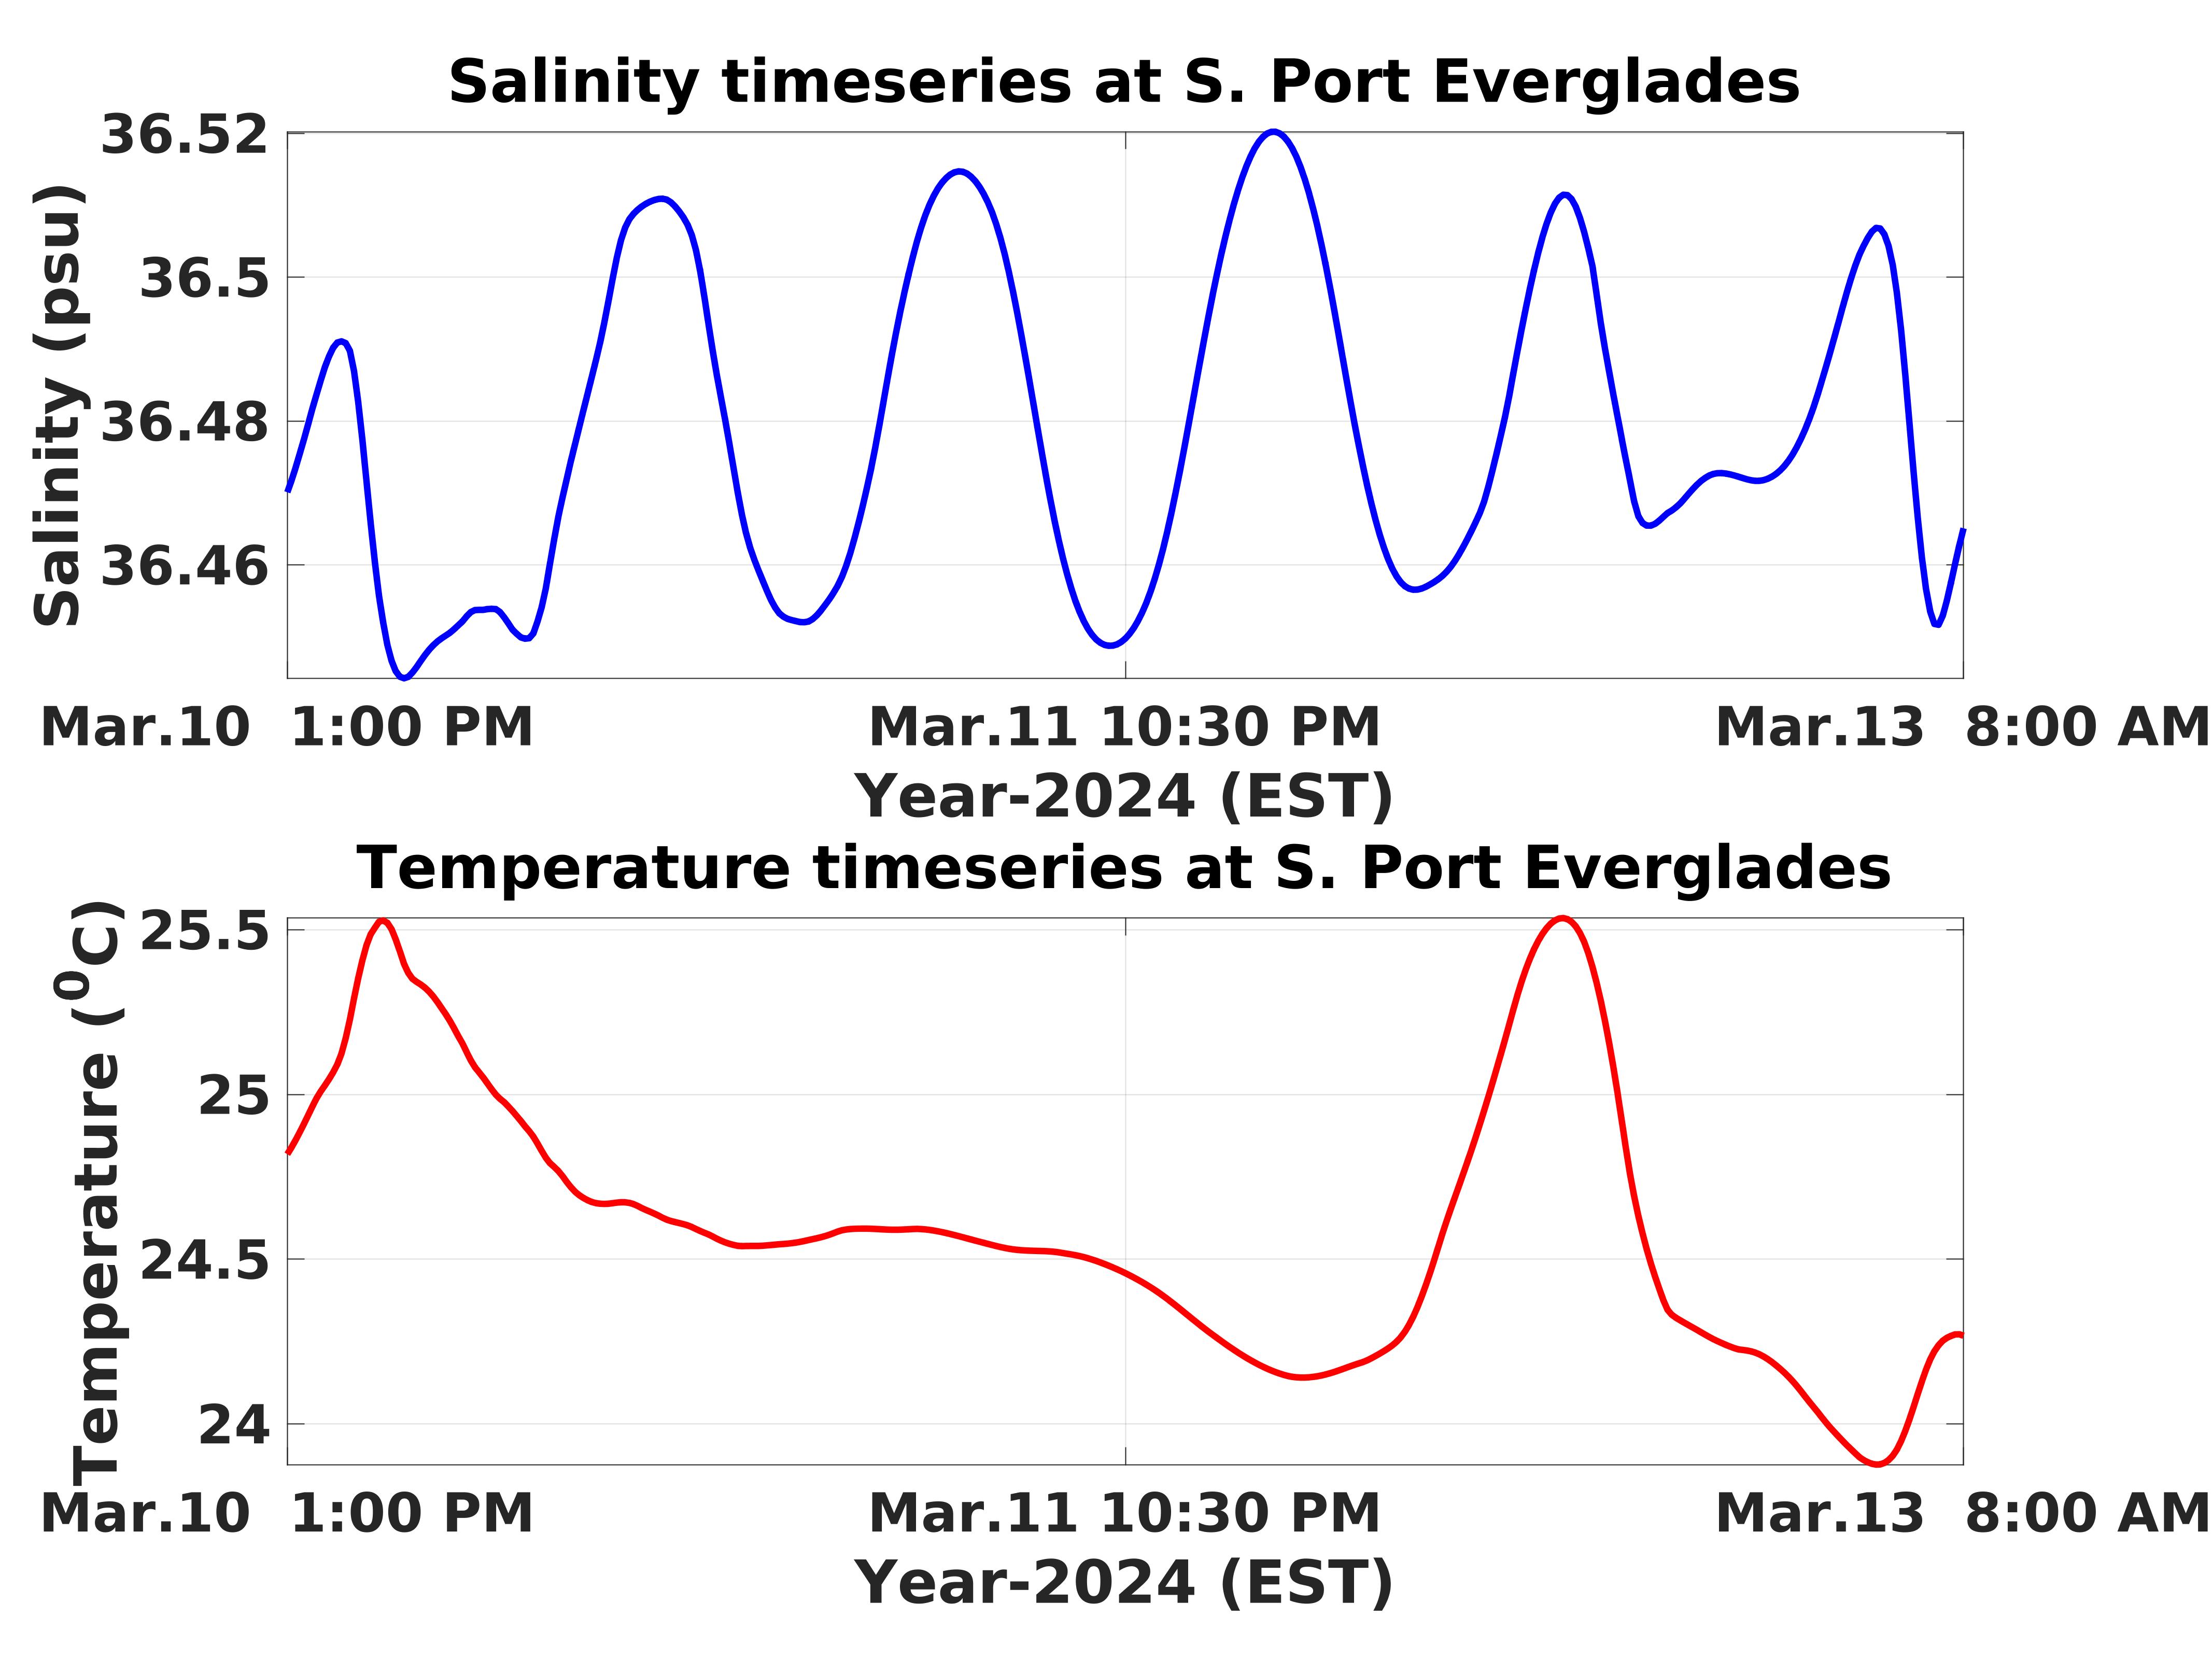 Salinity timeseries at S. Port Everglades
Salinity (psu)
36.52
36.5
36.48
36.46
Mar.10  1:00 PM
Mar.11 10:30 PM
Mar.13  8:00 AM
Year-2024 (EST)
Temperature timeseries at S. Port Everglades
Temperature (⁰C)
25.5
25
24.5
24
Mar.10  1:00 PM
Mar.11 10:30 PM
Mar.13  8:00 AM
Year-2024 (EST)